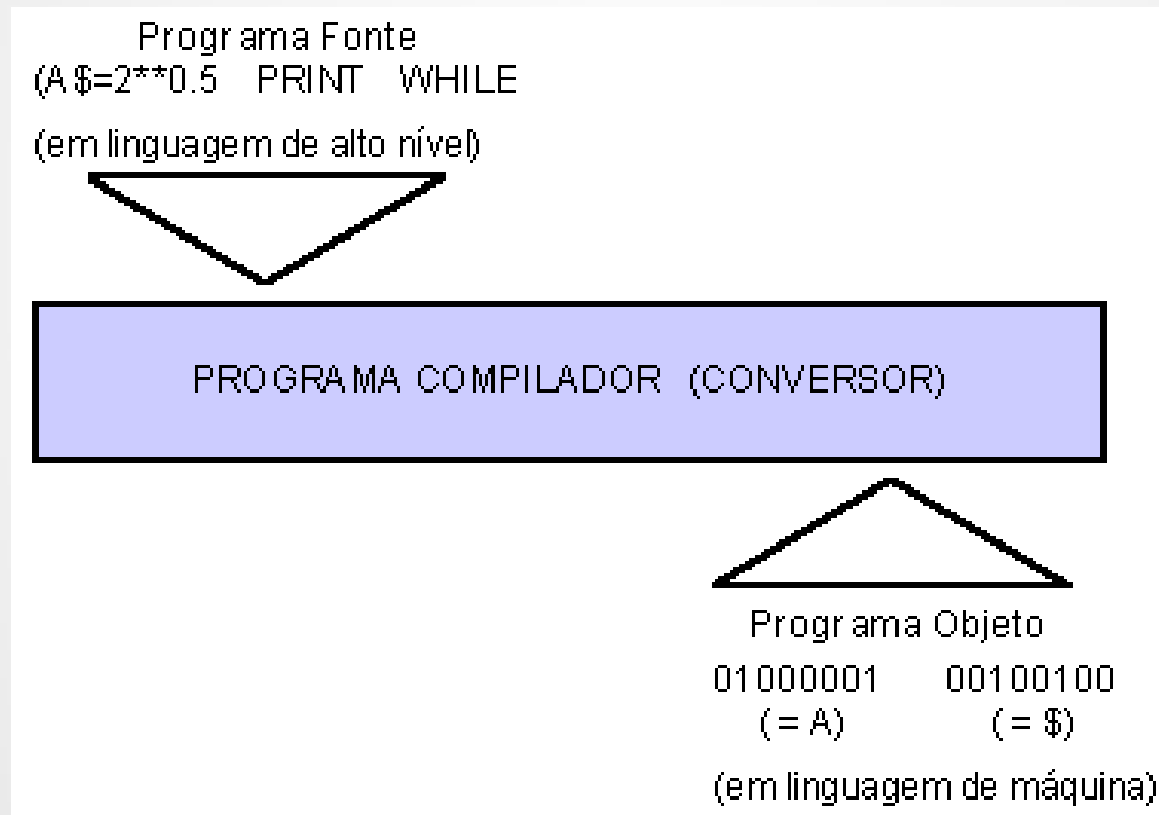 Programa Fonte
(A$=2**0.5 PRINT WHILE
(em linguagem de alto nível)
PROGRAMA COMPILADOR (CONVERSOR)
Programa Objeto
01000001 00100100
(= A) (= $)
(em linguagem de máquina)